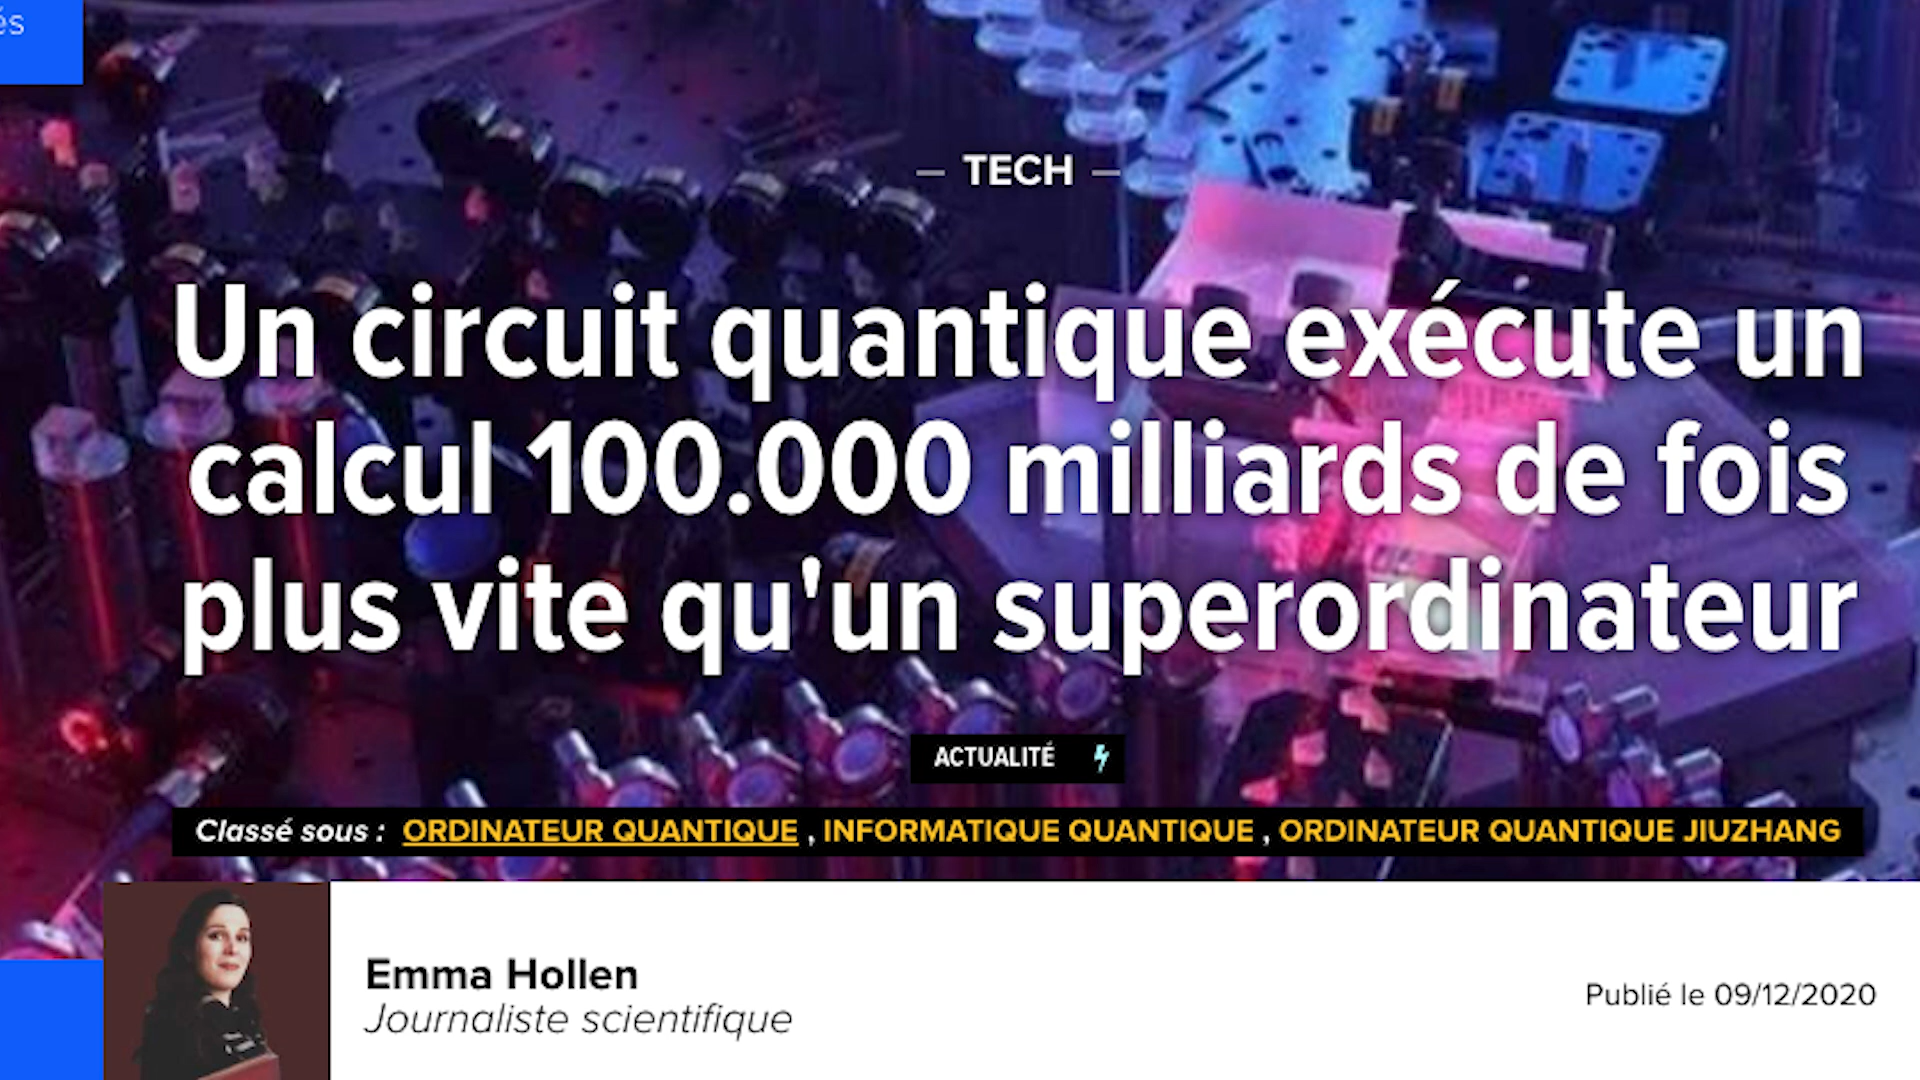 és
— TECH —
Un circuit quantique exécute un
calcul 100.000 milliards de fois
plus vite qu'un superordinateur
ACTUALITÉ
Classé sous : ORDINATEUR QUANTIQUE , INFORMATIQUE QUANTIQUE , ORDINATEUR QUANTIQUE JIUZHANG
Emma Hollen
Journaliste scientifique
Publié le 09/12/2020